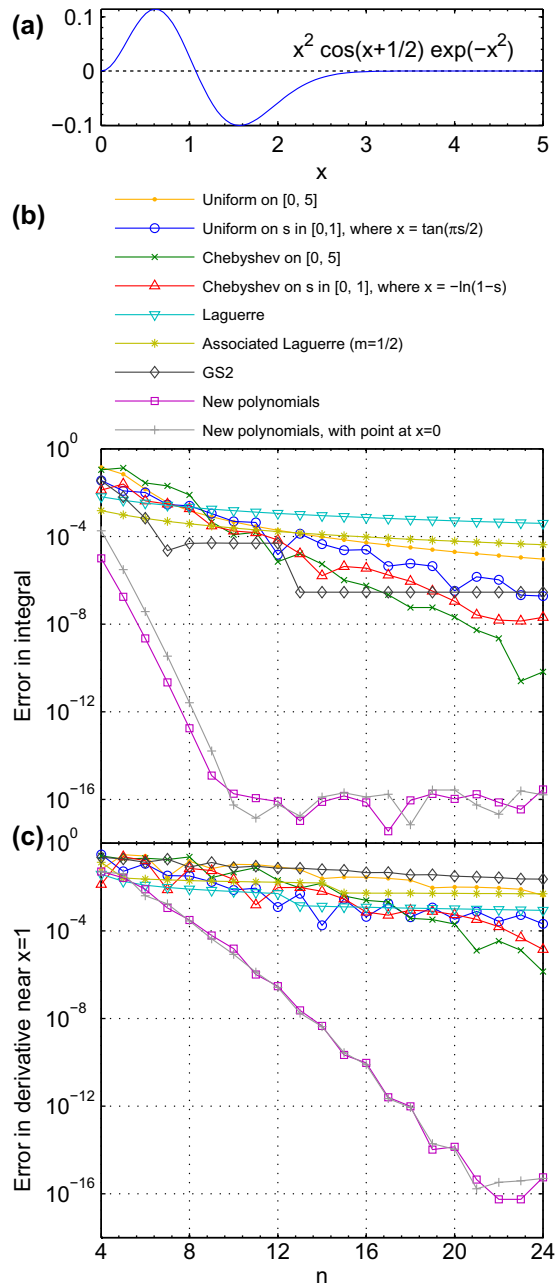 (a)
0.1
0
−0.1
x² cos(x+1/2) exp(−x²)
0 1 2 3 4 5
x
(b)
Uniform on [0, 5]
Uniform on s in [0,1], where x = tan(πs/2)
Chebyshev on [0, 5]
Chebyshev on s in [0, 1], where x = −ln(1−s)
Laguerre
Associated Laguerre (m=1/2)
GS2
New polynomials
New polynomials, with point at x=0
Error in integral
10⁰
10⁻⁴
10⁻⁸
10⁻¹²
10⁻¹⁶
(c)
Error in derivative near x=1
10⁰
10⁻⁴
10⁻⁸
10⁻¹²
10⁻¹⁶
4 8 12 16 20 24
n